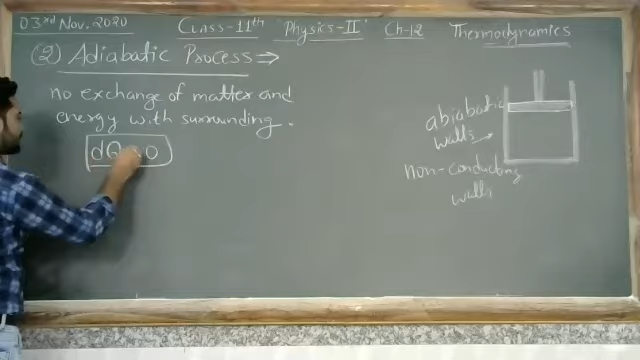 03rd Nov. 2020 Class-11th Physics-II Ch-12 Thermodynamics
(2) Adiabatic Process ⇒
no exchange of matter and
energy with surrounding.
dQ = 0
abiabatic
walls →
non-conducting
walls